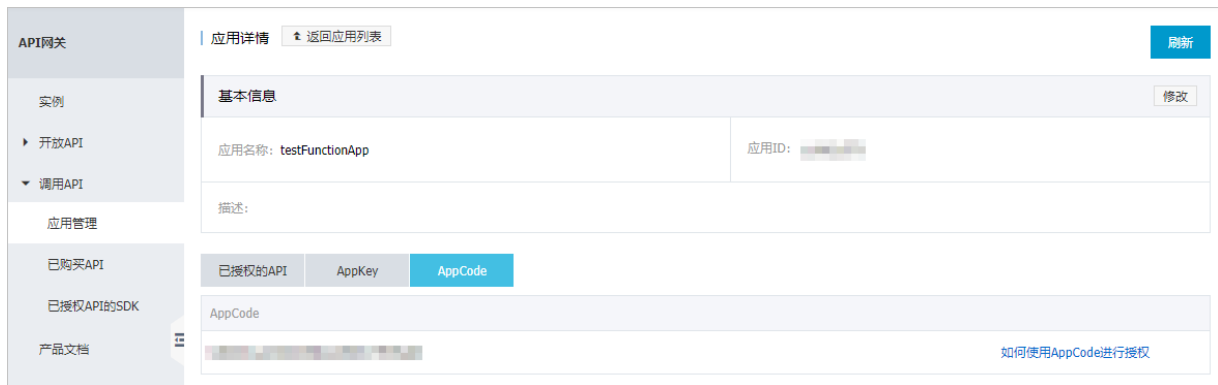 API网关
实例
开放API
调用API
应用管理
已购买API
已授权API的SDK
产品文档
应用详情 返回应用列表
刷新
基本信息 修改
应用名称: testFunctionApp 应用ID:
描述:
已授权的API AppKey AppCode
AppCode
如何使用AppCode进行授权